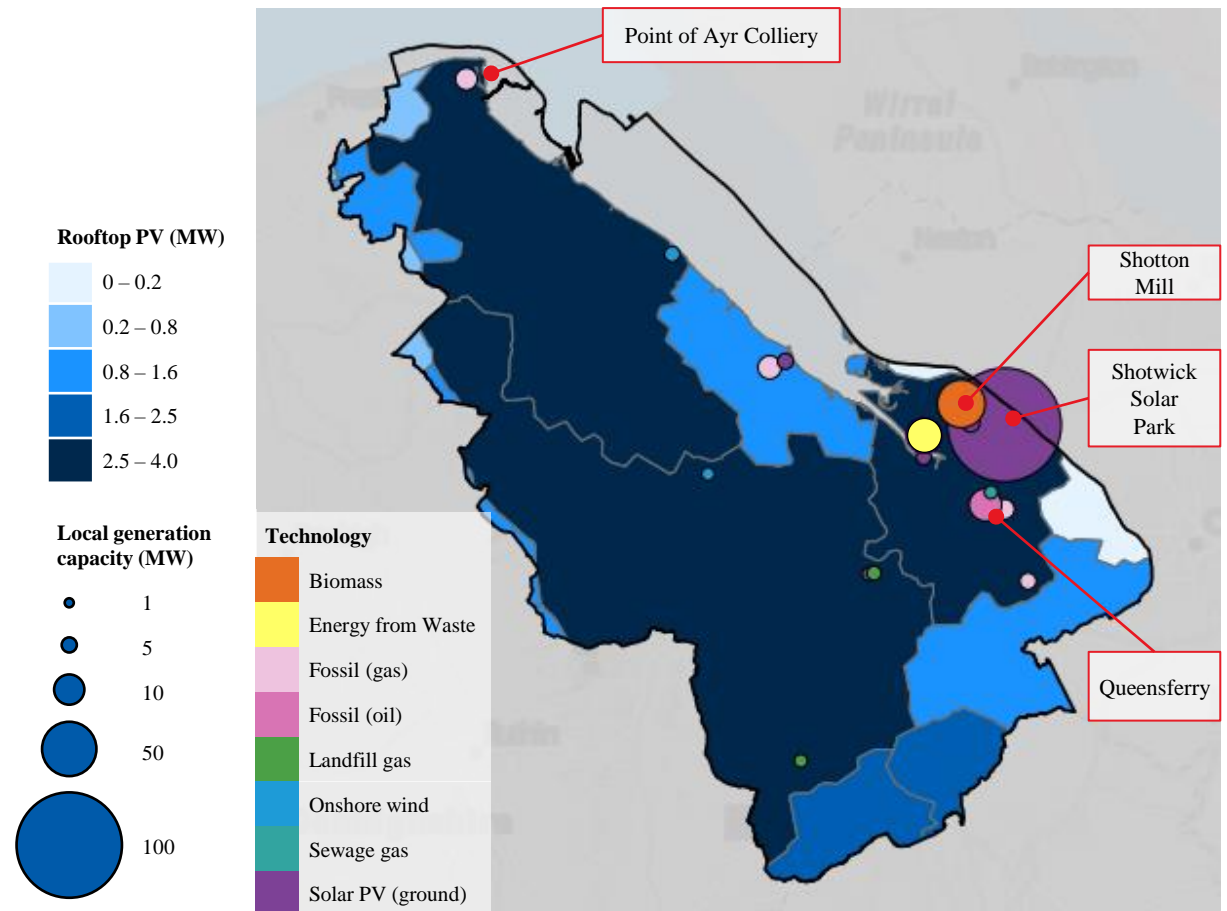 Point of Ayr Colliery
Wirral
Peninsula
Neston
Shotton
Mill
Shotwick
Solar
Park
Queensferry
Rooftop PV (MW)
0 – 0.2
0.2 – 0.8
0.8 – 1.6
1.6 – 2.5
2.5 – 4.0
Local generation
capacity (MW)
1
5
10
50
100
Technology
Biomass
Energy from Waste
Fossil (gas)
Fossil (oil)
Landfill gas
Onshore wind
Sewage gas
Solar PV (ground)